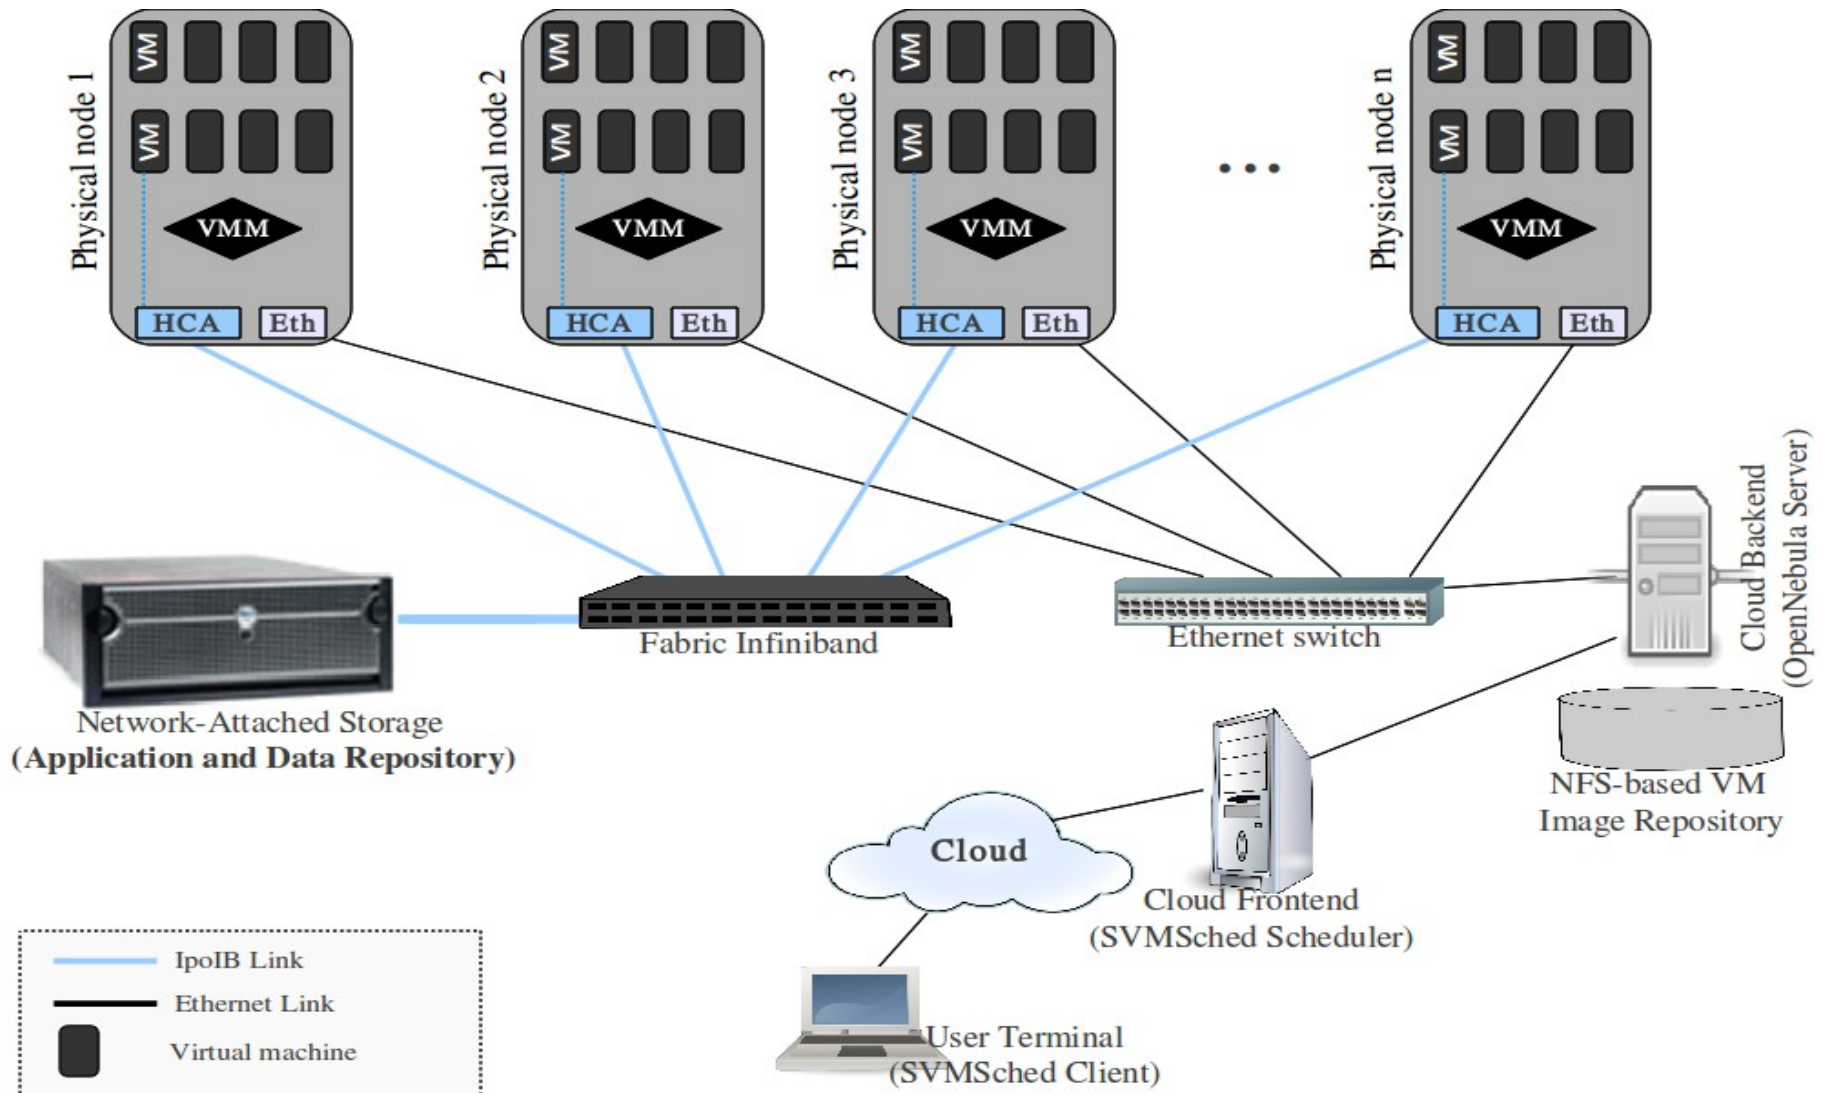 Physical node 1
VM
VM
VMM
HCA
Eth
Physical node 2
VM
VM
VMM
HCA
Eth
Physical node 3
VM
VM
VMM
HCA
Eth
...
Physical node n
VM
VM
VMM
HCA
Eth
Network-Attached Storage
(Application and Data Repository)
Fabric Infiniband
Ethernet switch
Cloud Backend
(OpenNebula Server)
NFS-based VM
Image Repository
Cloud
Cloud Frontend
(SVMSched Scheduler)
User Terminal
(SVMSched Client)
IpoIB Link
Ethernet Link
Virtual machine